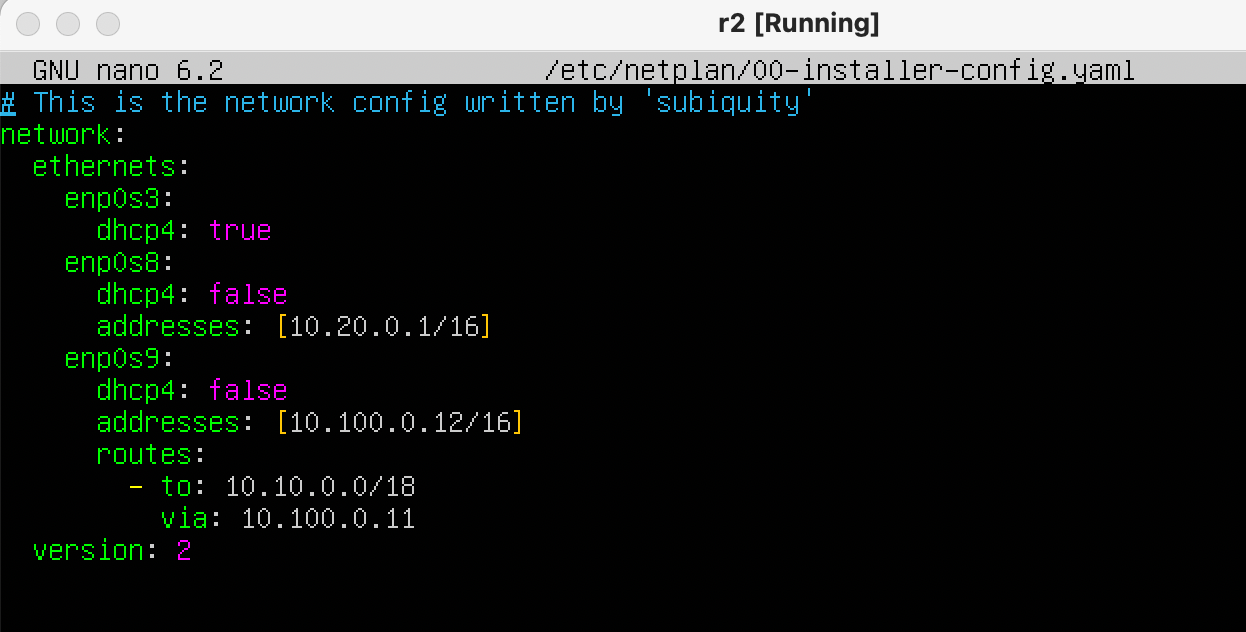 r2 [Running]
GNU nano 6.2 /etc/netplan/00-installer-config.yaml
# This is the network config written by 'subiquity'
network:
  ethernets:
    enp0s3:
      dhcp4: true
    enp0s8:
      dhcp4: false
      addresses: [10.20.0.1/16]
    enp0s9:
      dhcp4: false
      addresses: [10.100.0.12/16]
      routes:
        - to: 10.10.0.0/18
          via: 10.100.0.11
  version: 2